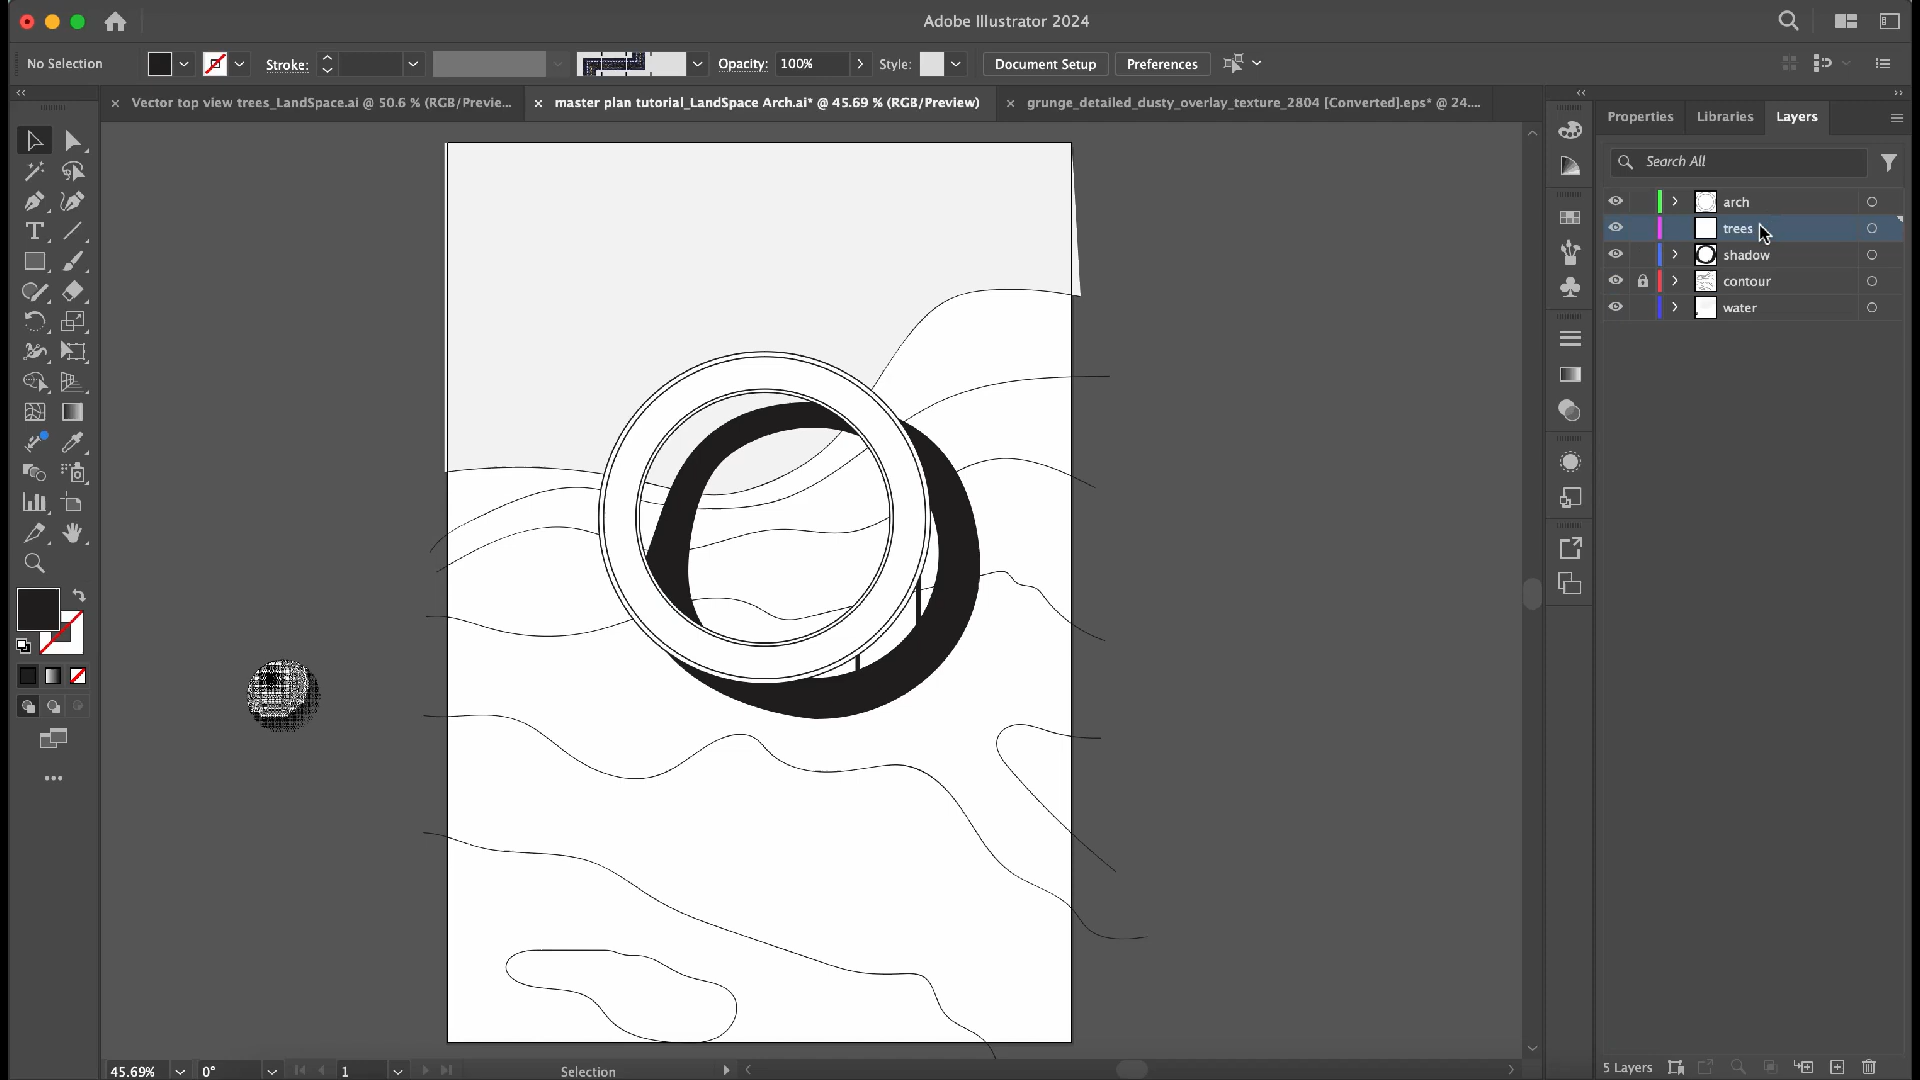 Adobe Illustrator 2024
No Selection
Stroke:
Opacity: 100%
Style:
Document Setup
Preferences
Vector top view trees_LandSpace.ai @ 50.6 % (RGB/Previe...
master plan tutorial_LandSpace Arch.ai* @ 45.69 % (RGB/Preview)
grunge_detailed_dusty_overlay_texture_2804 [Converted].eps* @ 24....
Properties
Libraries
Layers
Search All
arch
trees
shadow
contour
water
45.69%
0°
1
Selection
5 Layers